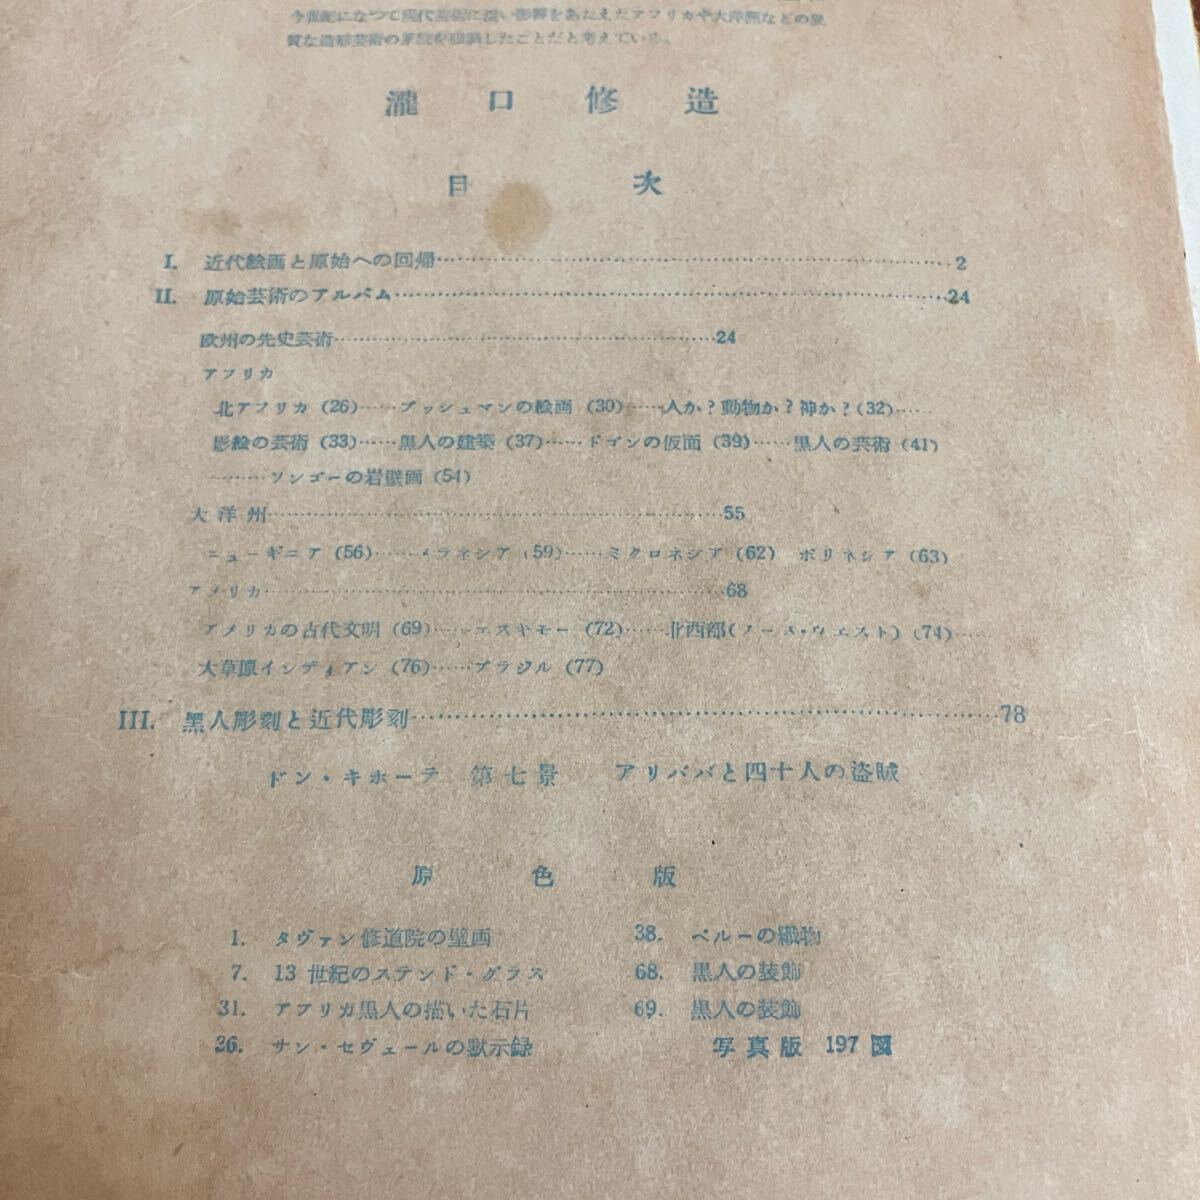 今世紀になつて現代芸術に強い影響をあたえたアフリカや大洋洲などの異
質な造形芸術の原始を強調したことだと考えている。
瀧口修造
目次
I. 近代絵画と原始への回帰……2
II. 原始芸術のアルバム……24
欧州の先史芸術……24
アフリカ
北アフリカ (26)……ブッシュマンの絵画 (30)……人か?動物か?神か? (32)……
影絵の芸術 (33)……黒人の建築 (37)……ドゴンの仮面 (39)……黒人の芸術 (41)
………ソンゴーの岩壁画 (54)
大洋州……55
ニューギニア (56)……メラネシア (59)……ミクロネシア (62) ポリネシア (63)
アメリカ……68
アメリカの古代文明 (69)……エスキモー (72)……北西部(ノース・ウエスト) (74)……
大草原インディアン (76)……ブラジル (77)
III. 黒人彫刻と近代彫刻……78
ドン・キホーテ 第七景 アリババと四十人の盗賊
原色版
1. タヴァン修道院の壁画 38. ペルーの織物
7. 13世紀のステンド・グラス 68. 黒人の装飾
31. アフリカ黒人の描いた石片 69. 黒人の装飾
36. サン・セヴェールの黙示録 写真版 197図